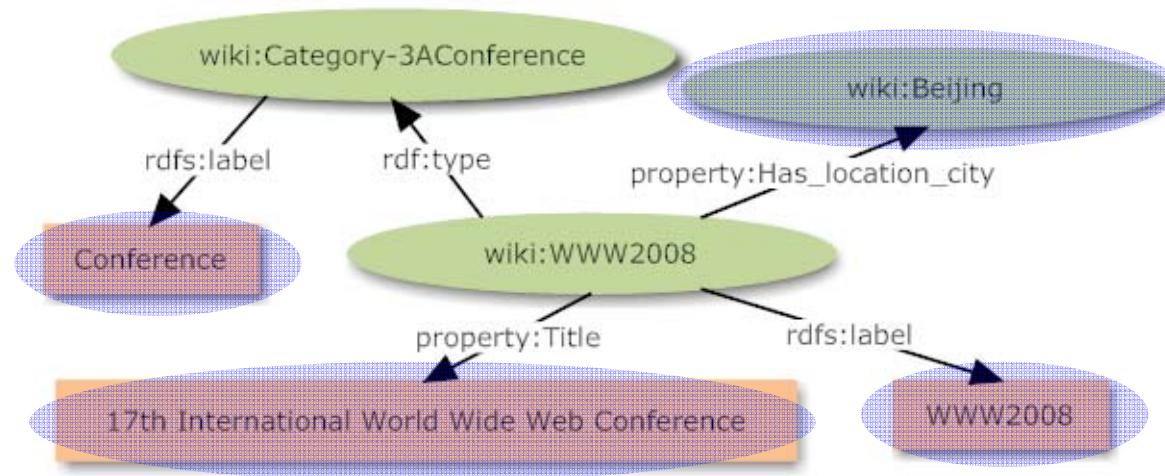 wiki:Category-3AConference
wiki:Beijing
rdfs:label
rdf:type
property:Has_location_city
Conference
wiki:WWW2008
property:Title
rdfs:label
17th International World Wide Web Conference
WWW2008